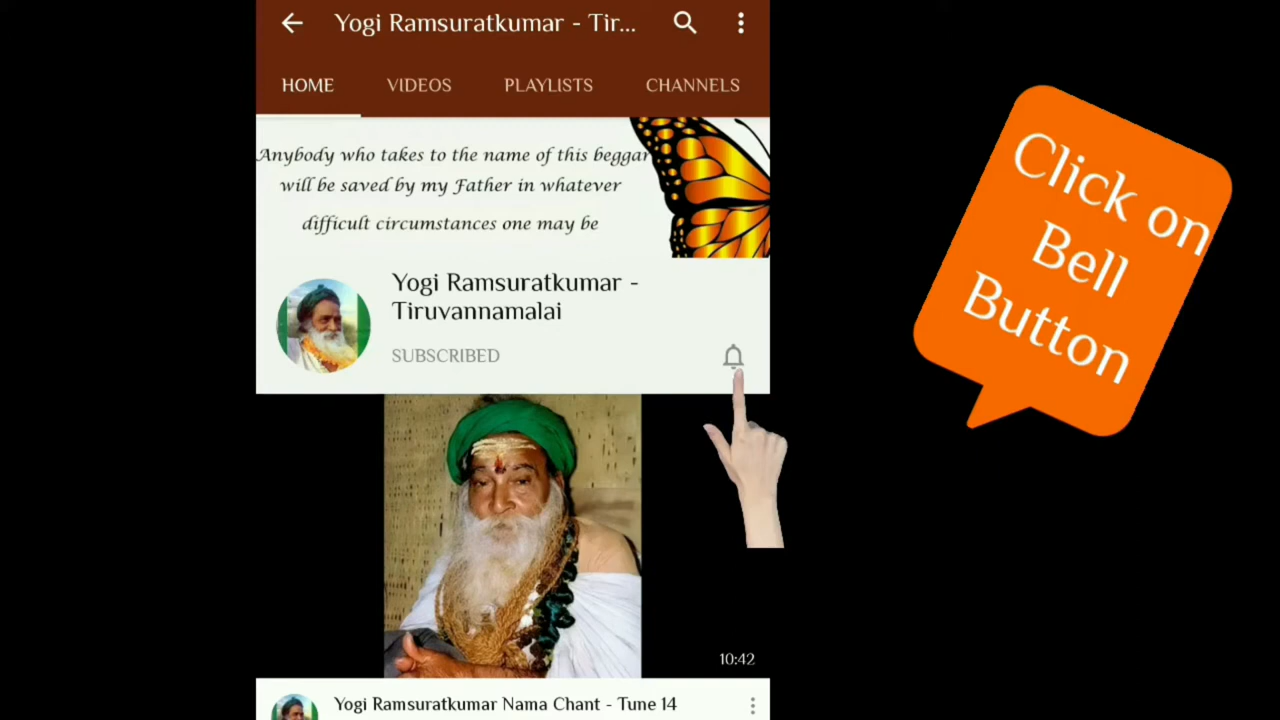 Yogi Ramsuratkumar - Tir...
HOME VIDEOS PLAYLISTS CHANNELS
Anybody who takes to the name of this beggar
will be saved by my Father in whatever
difficult circumstances one may be
Yogi Ramsuratkumar -
Tiruvannamalai
SUBSCRIBED
10:42
Yogi Ramsuratkumar Nama Chant - Tune 14
Click on
Bell
Button